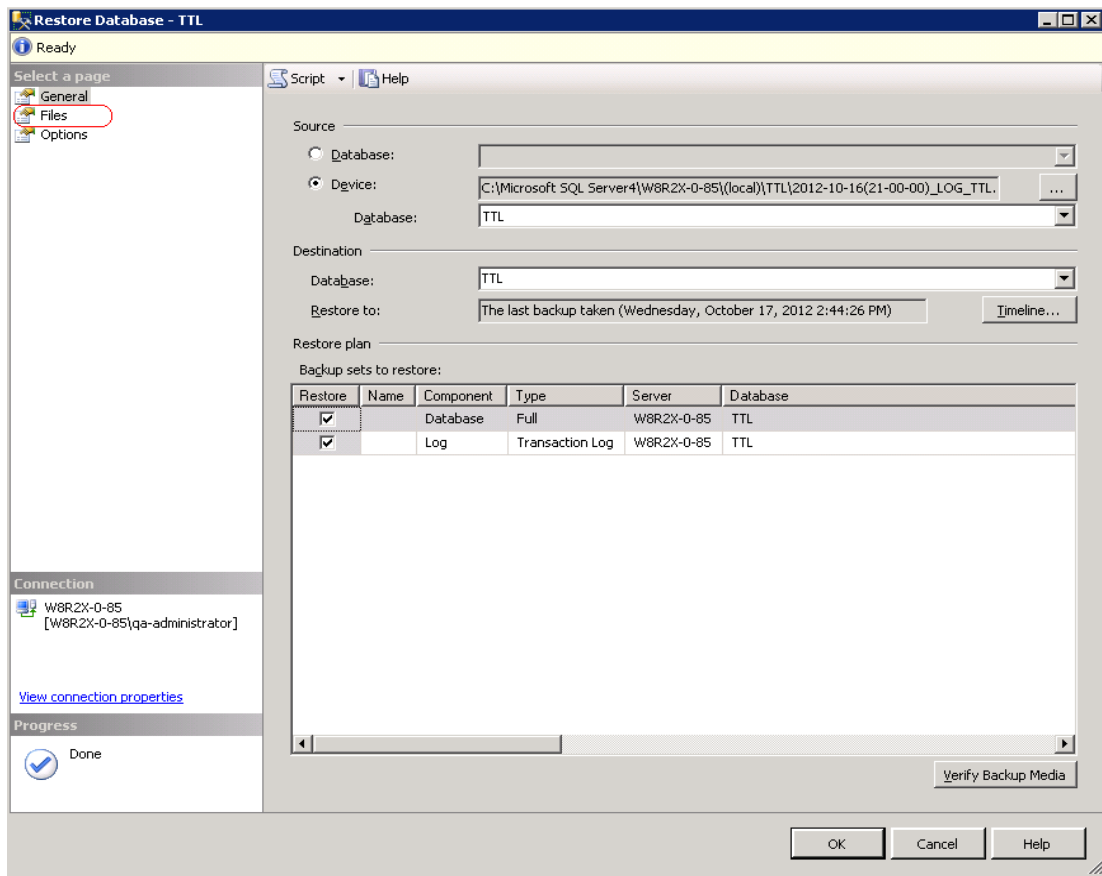 Restore Database - TTL
Ready
Select a page
General
Files
Options
Script
Help
Source
Database:
Device:
C:\Microsoft SQL Server4\W8R2X-0-85\(local)\TTL\2012-10-16(21-00-00)_LOG_TTL.
...
Database:
TTL
Destination
Database:
TTL
Restore to:
The last backup taken (Wednesday, October 17, 2012 2:44:26 PM)
Timeline...
Restore plan
Backup sets to restore:
Restore Name Component Type Server Database
Database Full W8R2X-0-85 TTL
Log Transaction Log W8R2X-0-85 TTL
Connection
W8R2X-0-85
[W8R2X-0-85\qa-administrator]
View connection properties
Progress
Done
Verify Backup Media
OK Cancel Help